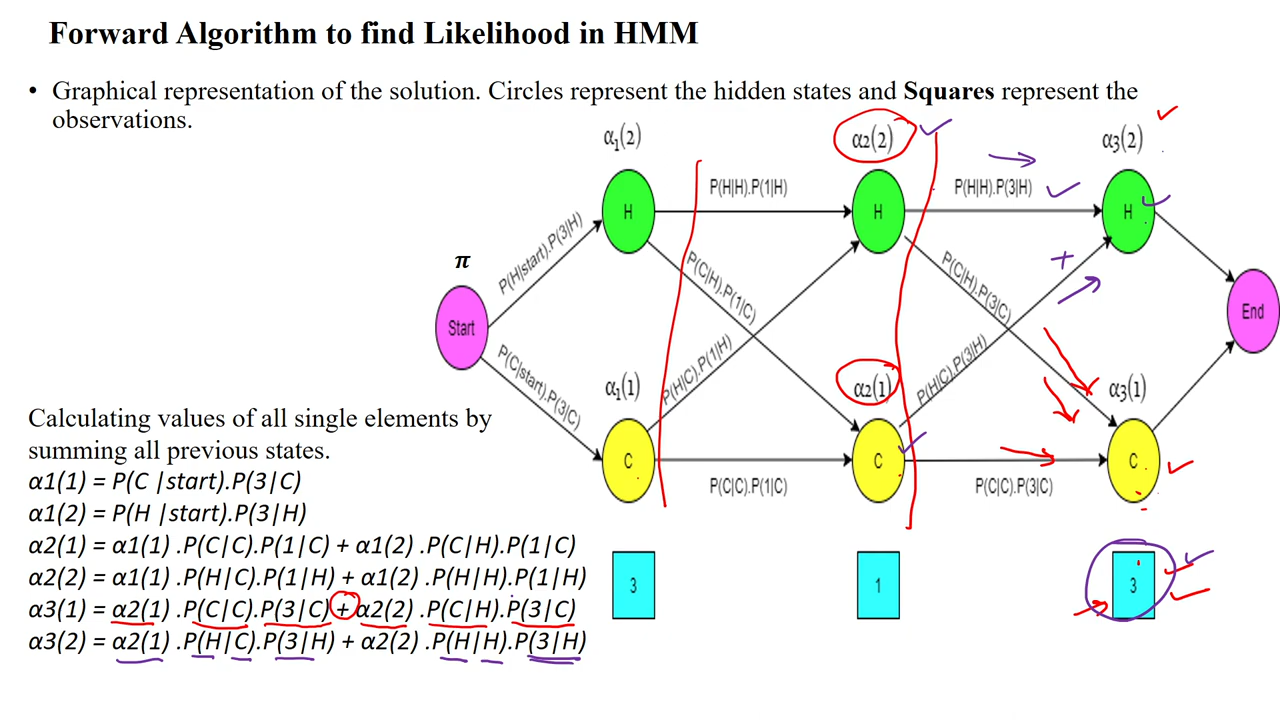 Forward Algorithm to find Likelihood in HMM
• Graphical representation of the solution. Circles represent the hidden states and Squares represent the
observations.
α₁(2)
α2(2)
α3(2)
P(H|H).P(1|H)
P(H|H).P(3|H)
H
H
H
P(H|start).P(3|H)
π
P(C|H).P(1|C)
P(C|H).P(3|C)
Start
End
P(C|start).P(3|C)
P(H|C).P(1|H)
P(H|C).P(3|H)
+
α₁(1)
α2(1)
α3(1)
C
C
C
P(C|C).P(1|C)
P(C|C).P(3|C)
3
1
3
Calculating values of all single elements by
summing all previous states.
α1(1) = P(C |start).P(3|C)
α1(2) = P(H |start).P(3|H)
α2(1) = α1(1) .P(C|C).P(1|C) + α1(2) .P(C|H).P(1|C)
α2(2) = α1(1) .P(H|C).P(1|H) + α1(2) .P(H|H).P(1|H)
α3(1) = α2(1) .P(C|C).P(3|C) + α2(2) .P(C|H).P(3|C)
α3(2) = α2(1) .P(H|C).P(3|H) + α2(2) .P(H|H).P(3|H)